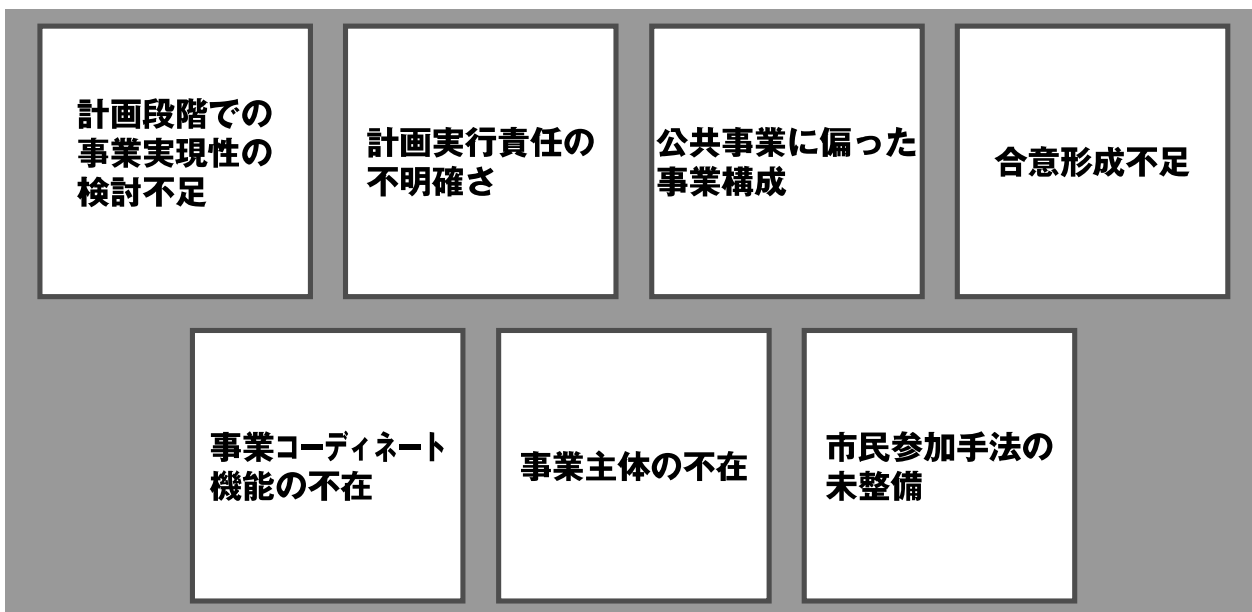 計画段階での
事業実現性の
検討不足
計画実行責任の
不明確さ
公共事業に偏った
事業構成
合意形成不足
事業コーディネート
機能の不在
事業主体の不在
市民参加手法の
未整備